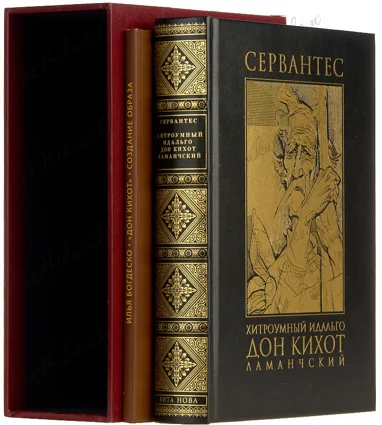 ИЛЬЯ БОГДЕСКО • «ДОН КИХОТ» • СОЗДАНИЕ ОБРАЗА
СЕРВАНТЕС
ХИТРОУМНЫЙ
ИДАЛЬГО
ДОН КИХОТ
ЛАМАНЧСКИЙ
ВИТА НОВА
СЕРВАНТЕС
ХИТРОУМНЫЙ ИДАЛЬГО
ДОН КИХОТ
ЛАМАНЧСКИЙ